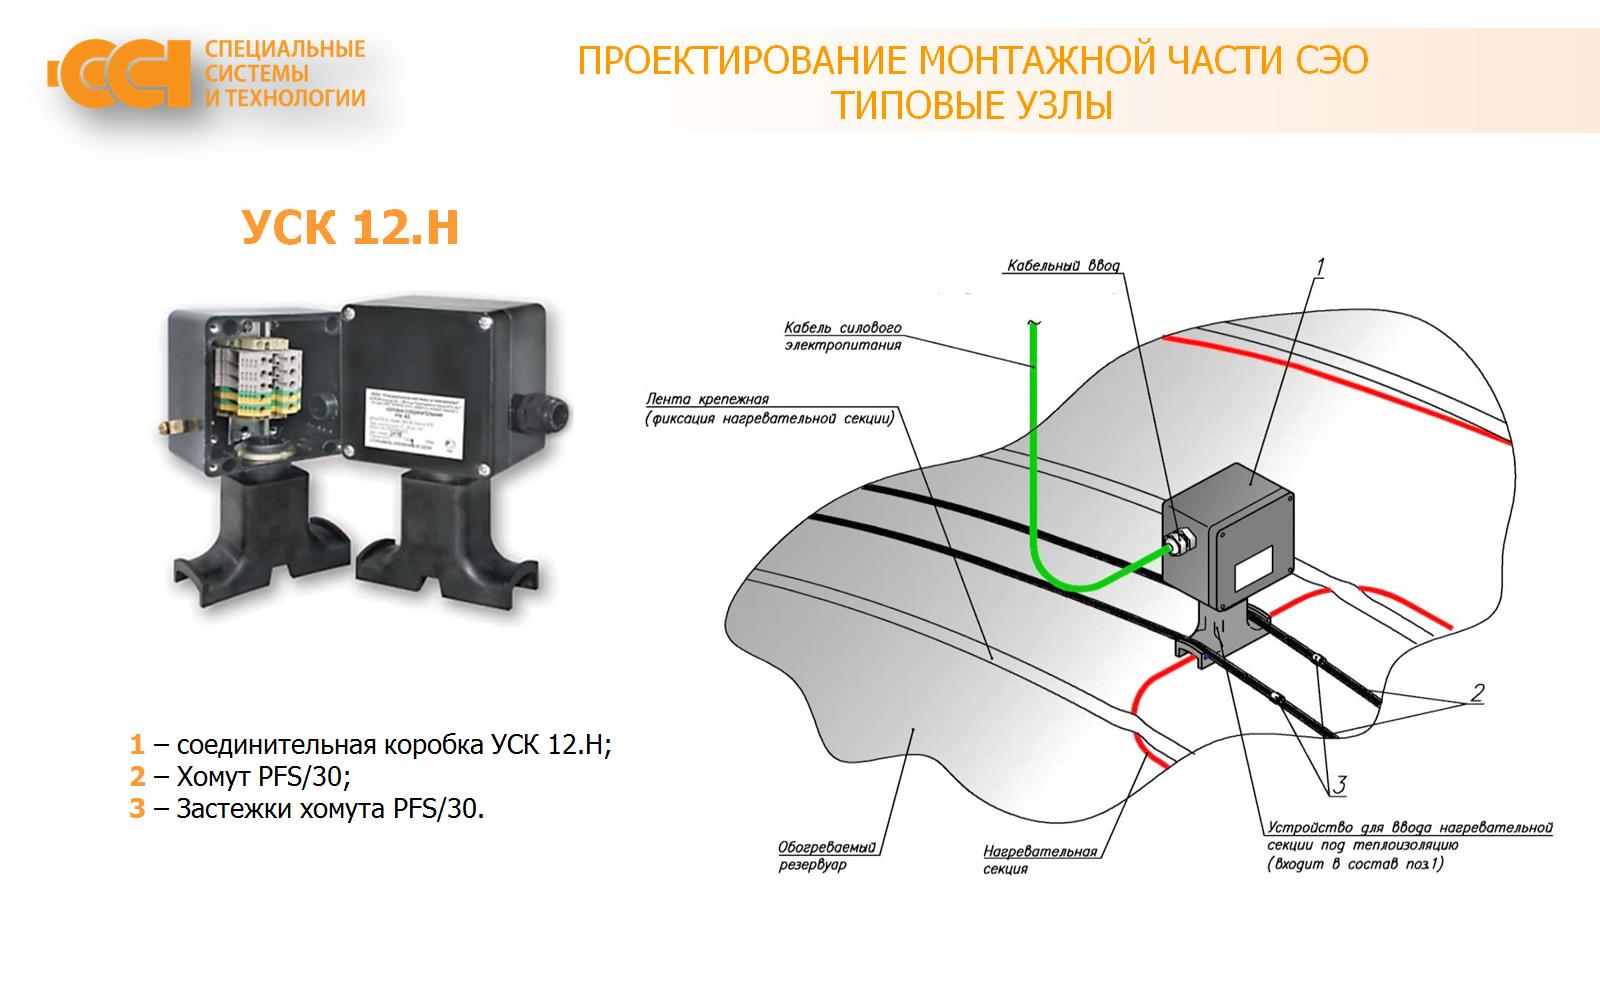 ССТ
СПЕЦИАЛЬНЫЕ
СИСТЕМЫ
И ТЕХНОЛОГИИ
ПРОЕКТИРОВАНИЕ МОНТАЖНОЙ ЧАСТИ СЭО
ТИПОВЫЕ УЗЛЫ
УСК 12.Н
1 – соединительная коробка УСК 12.Н;
2 – Хомут PFS/30;
3 – Застежки хомута PFS/30.
Кабельный ввод
1
Кабель силового
электропитания
Лента крепежная
(фиксация нагревательной секции)
2
3
Обогреваемый
резервуар
Нагревательная
секция
Устройство для ввода нагревательной
секции под теплоизоляцию
(входит в состав поз.1)